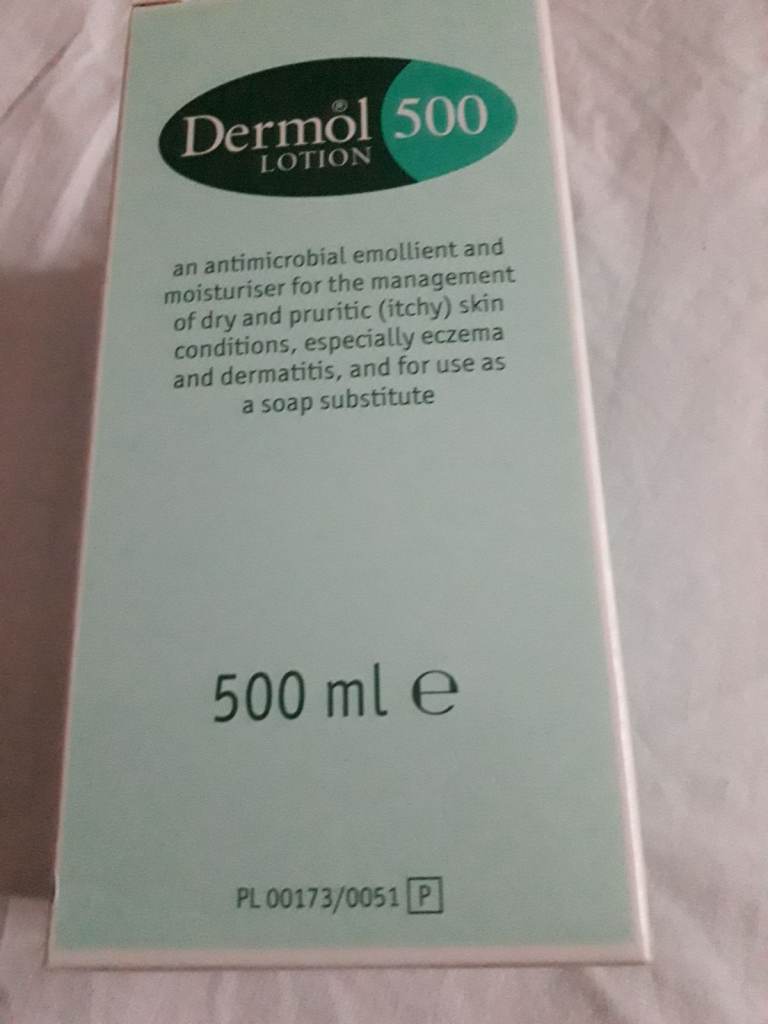 Dermol® 500
LOTION
an antimicrobial emollient and
moisturiser for the management
of dry and pruritic (itchy) skin
conditions, especially eczema
and dermatitis, and for use as
a soap substitute
500 ml ℮
PL 00173/0051 P